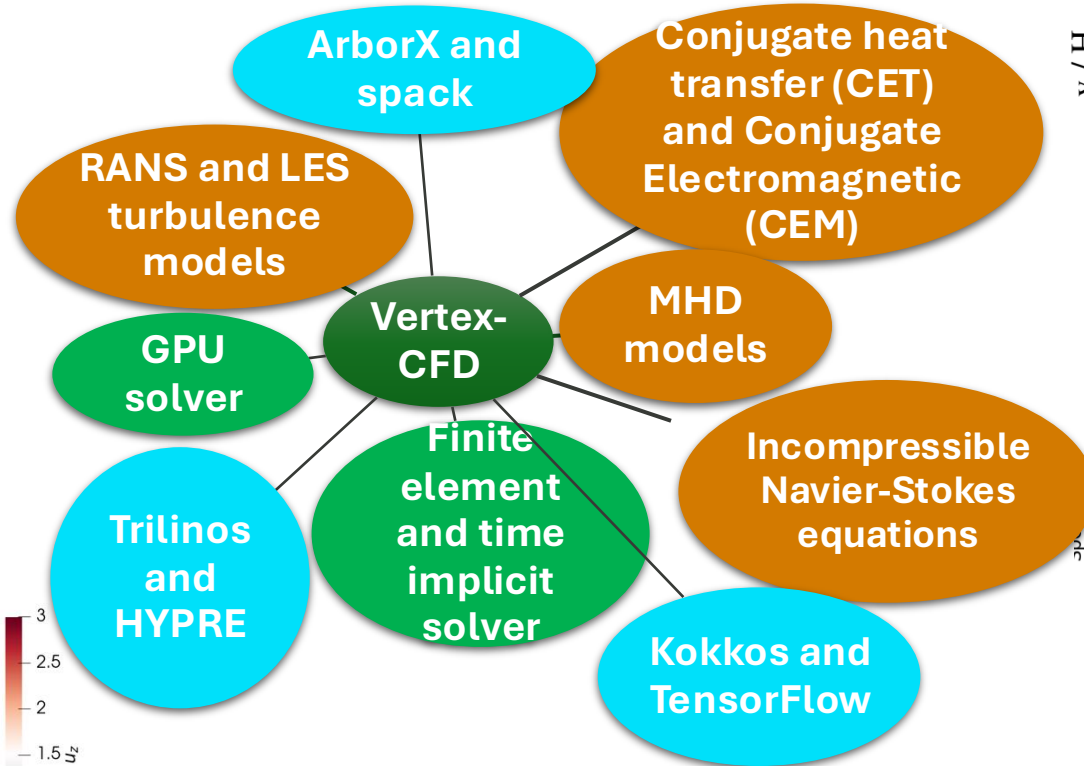 ArborX and
spack
Conjugate heat
transfer (CET)
and Conjugate
Electromagnetic
(CEM)
RANS and LES
turbulence
models
Vertex-
CFD
MHD
models
GPU
solver
Finite
element
and time
implicit
solver
Incompressible
Navier-Stokes
equations
Trilinos
and
HYPRE
Kokkos and
TensorFlow
3
2.5
2
1.5
u_z